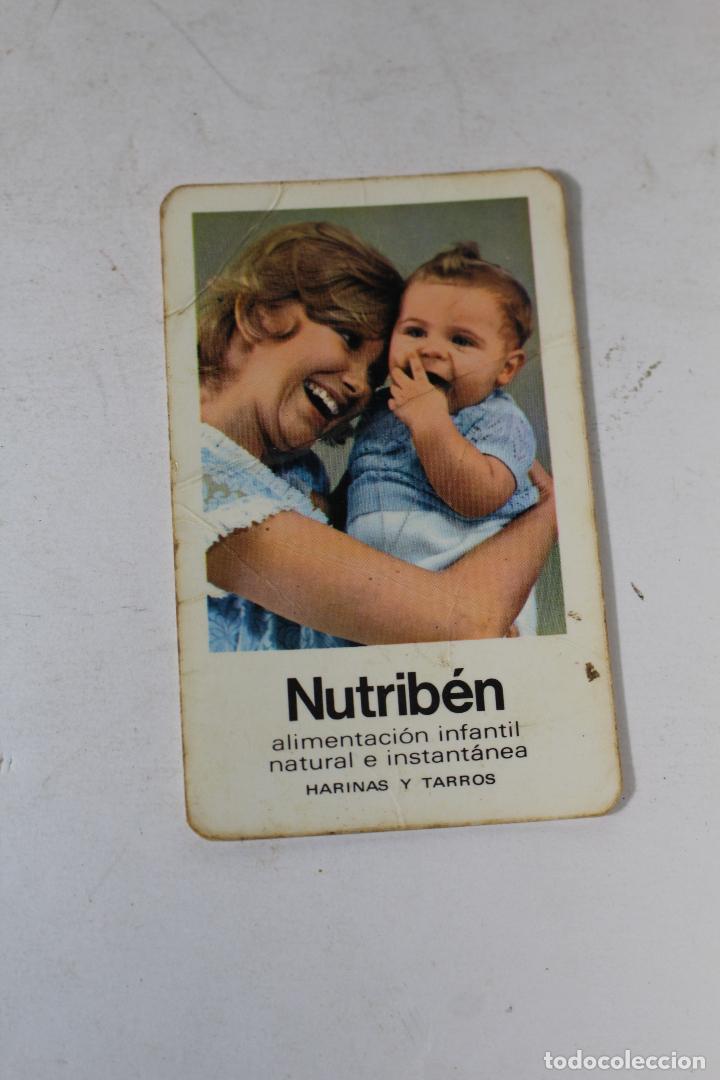 Nutribén
alimentación infantil
natural e instantánea
HARINAS Y TARROS
todocoleccion